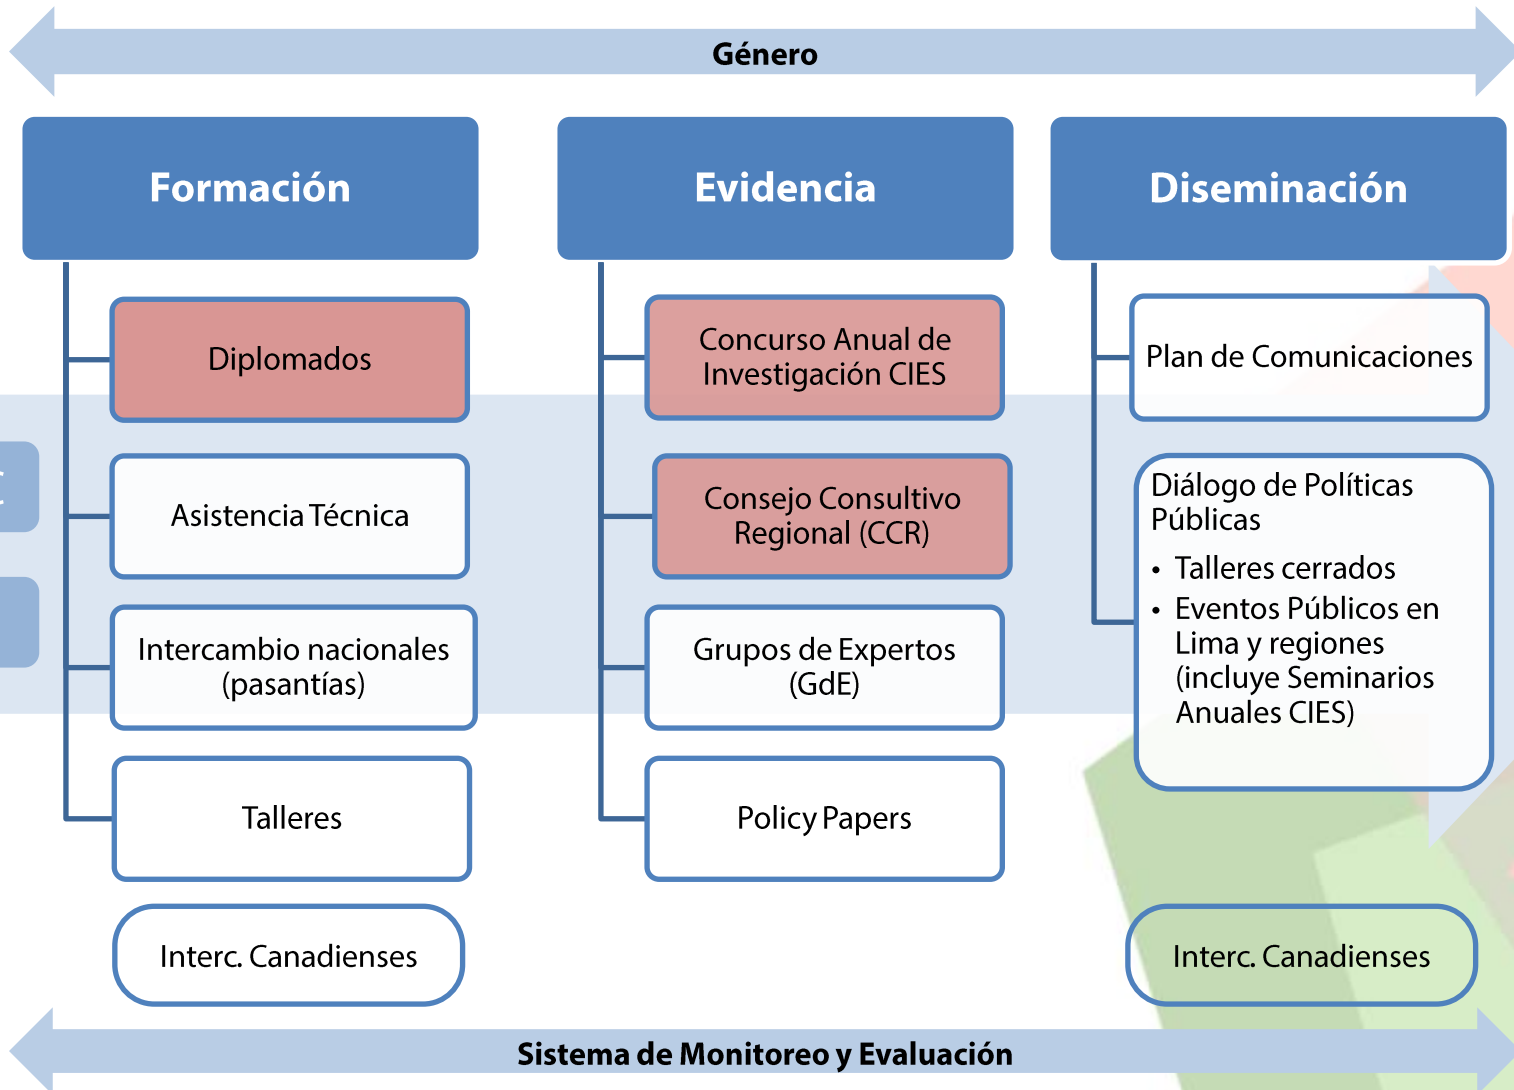 Género
Formación
Diplomados
Asistencia Técnica
Intercambio nacionales
(pasantías)
Talleres
Interc. Canadienses
Evidencia
Concurso Anual de
Investigación CIES
Consejo Consultivo
Regional (CCR)
Grupos de Expertos
(GdE)
Policy Papers
Diseminación
Plan de Comunicaciones
Diálogo de Políticas
Públicas
• Talleres cerrados
• Eventos Públicos en
Lima y regiones
(incluye Seminarios
Anuales CIES)
Interc. Canadienses
Sistema de Monitoreo y Evaluación